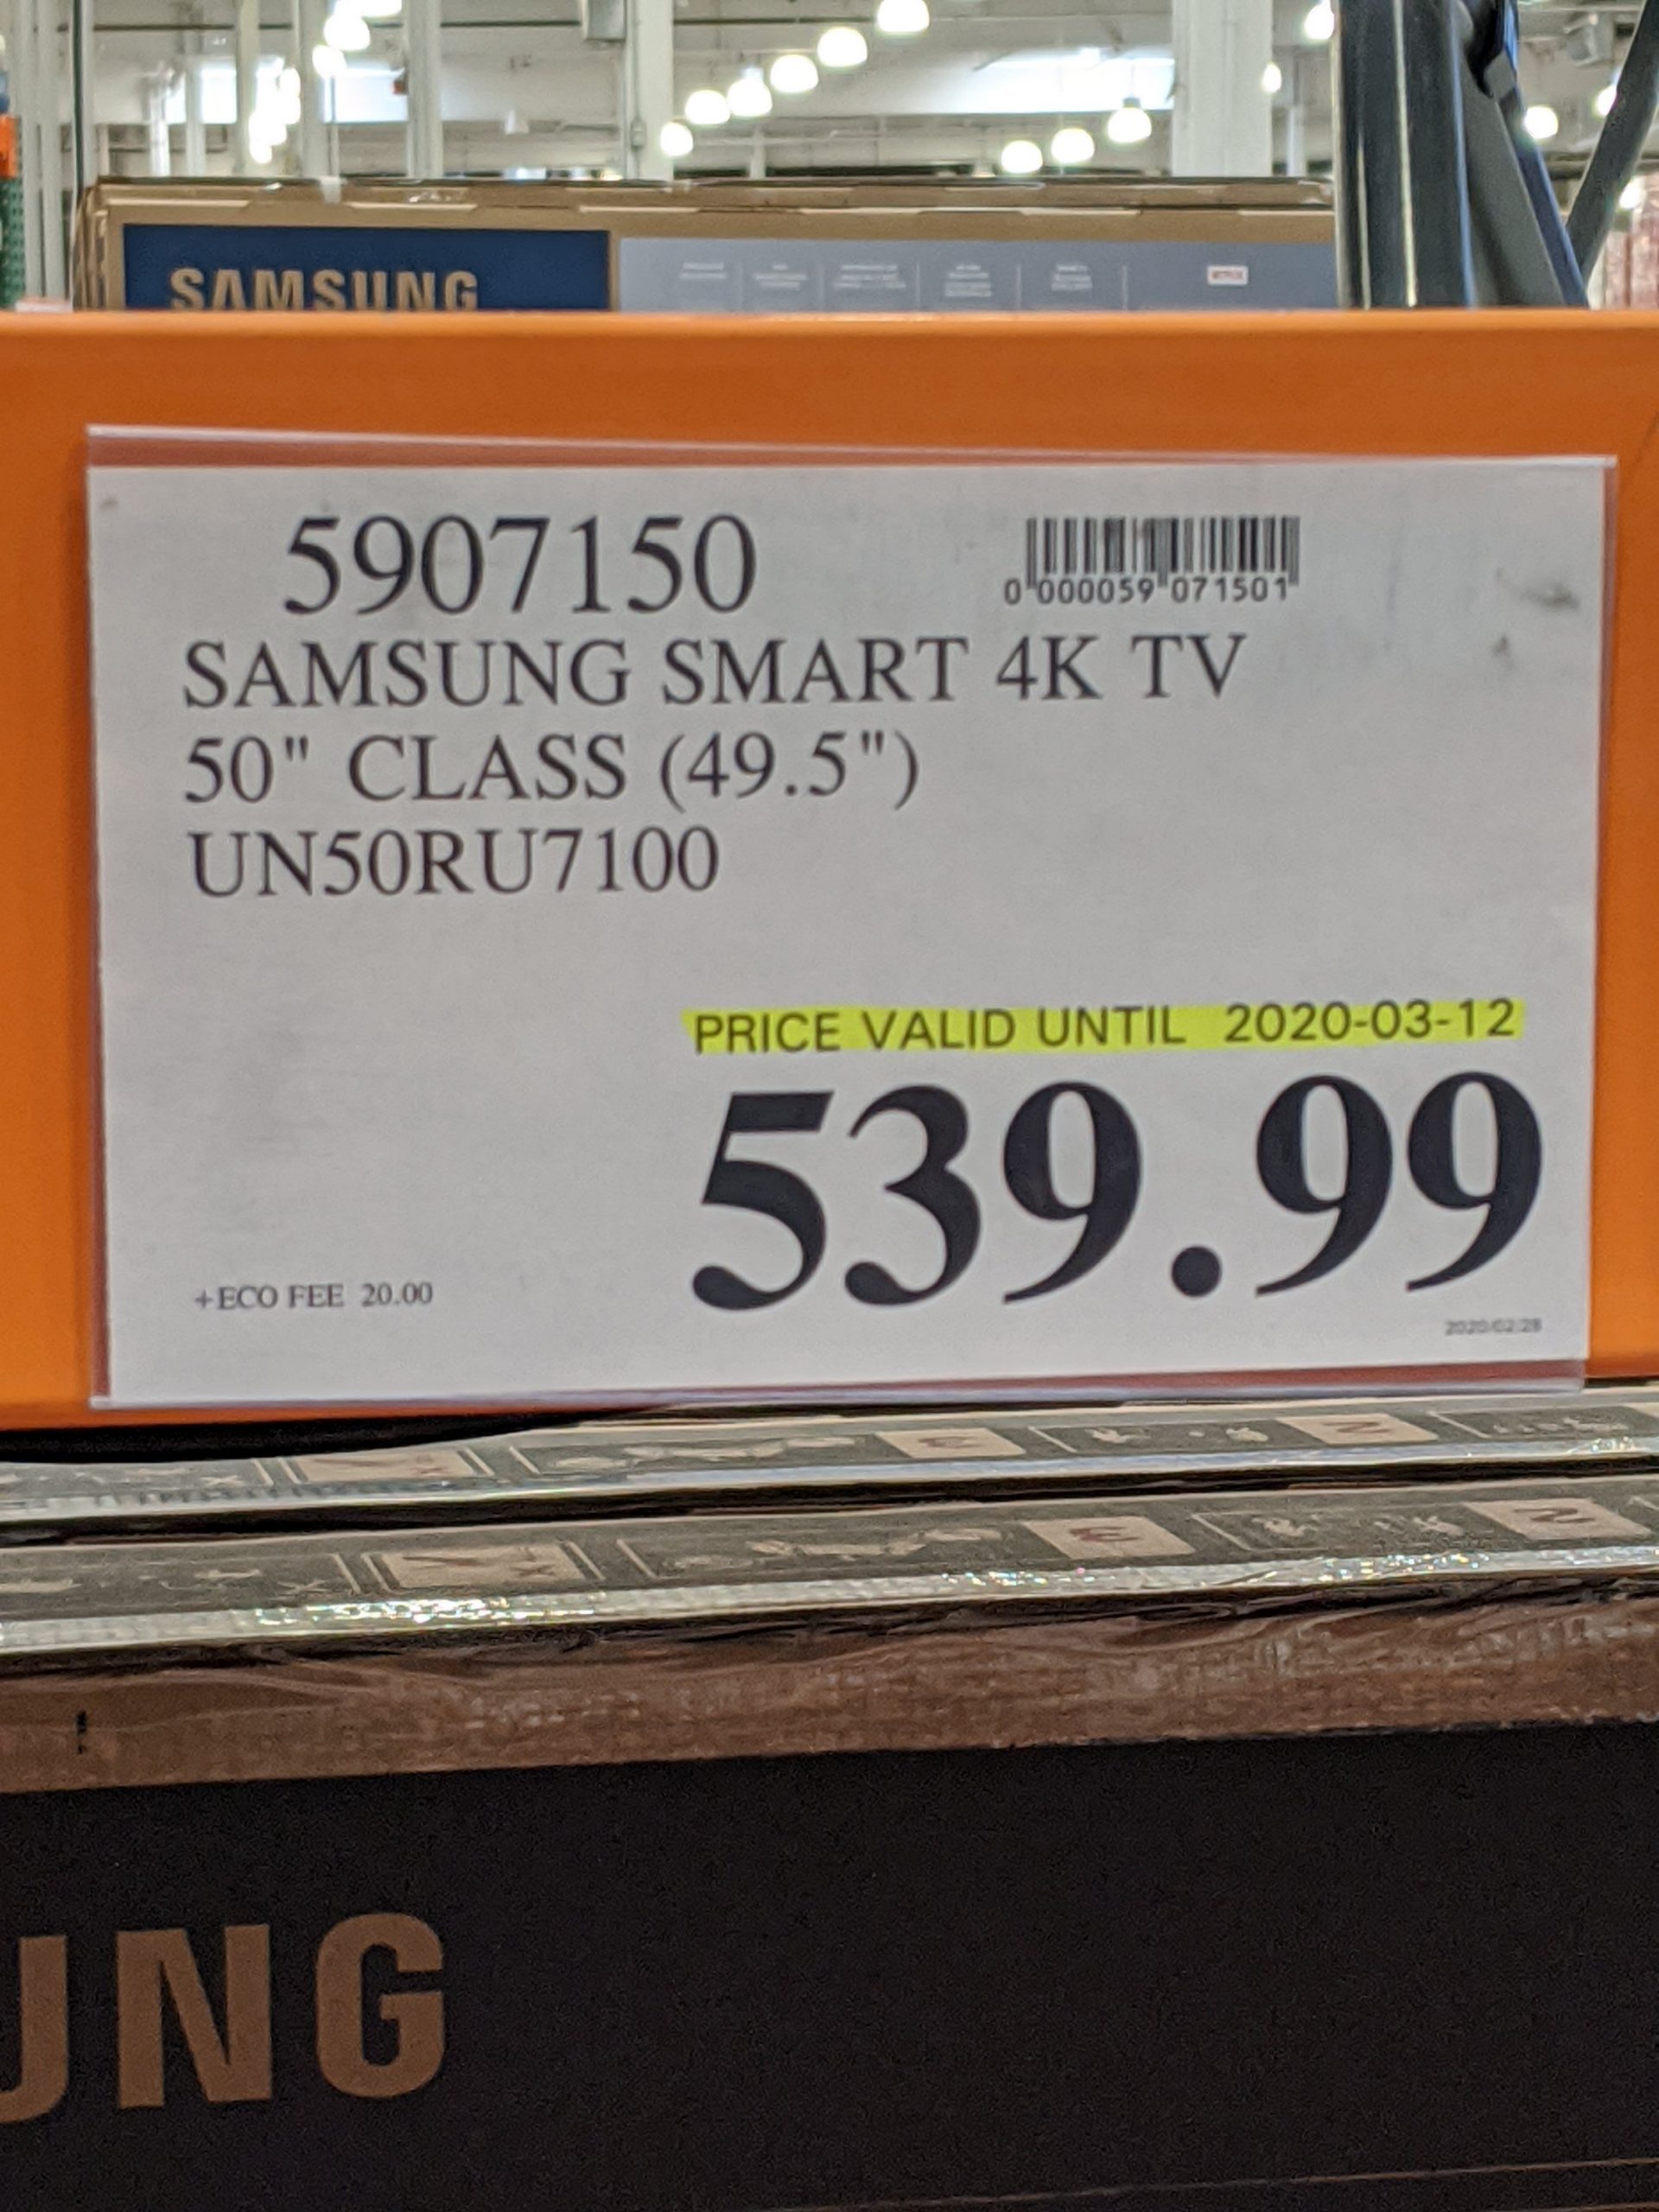 SAMSUNG
5907150
0 000059 071501
SAMSUNG SMART 4K TV
50" CLASS (49.5")
UN50RU7100
PRICE VALID UNTIL 2020-03-12
539.99
+ECO FEE 20.00
2020/02/28
UNG